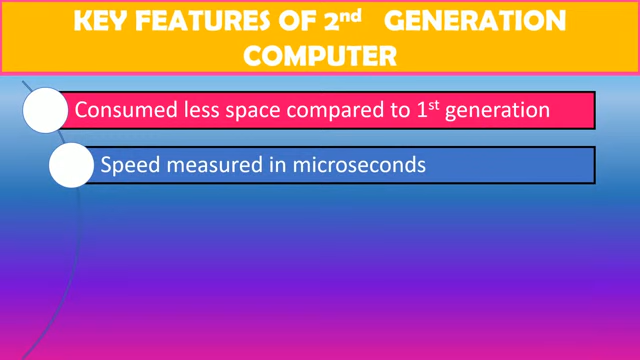 KEY FEATURES OF 2nd GENERATION
COMPUTER
Consumed less space compared to 1st generation
Speed measured in microseconds